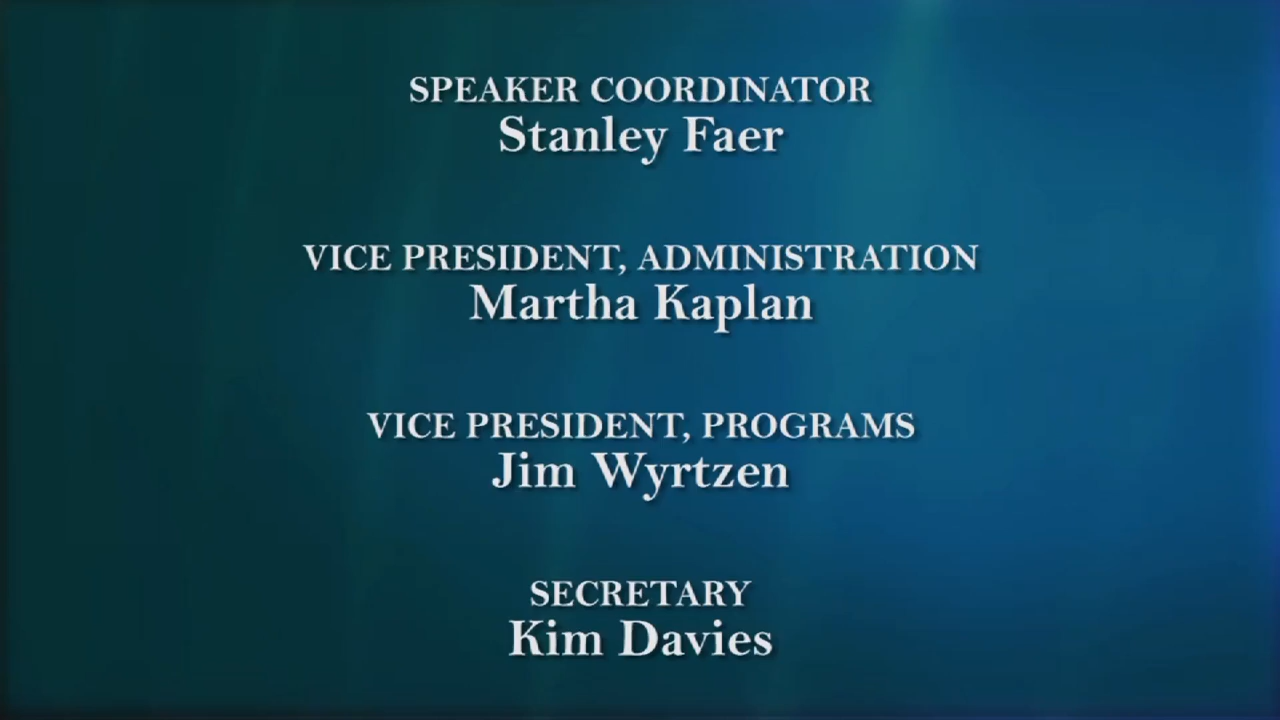 SPEAKER COORDINATOR
Stanley Faer
VICE PRESIDENT, ADMINISTRATION
Martha Kaplan
VICE PRESIDENT, PROGRAMS
Jim Wyrtzen
SECRETARY
Kim Davies